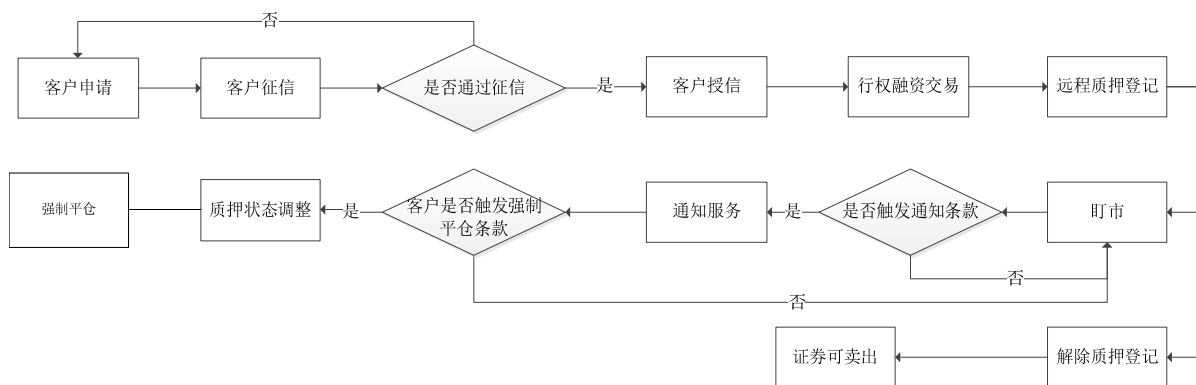 否
客户申请
客户征信
是否通过征信
是
客户授信
行权融资交易
远程质押登记
强制平仓
质押状态调整
是
客户是否触发强制
平仓条款
通知服务
是
是否触发通知条款
盯市
否
否
证券可卖出
解除质押登记